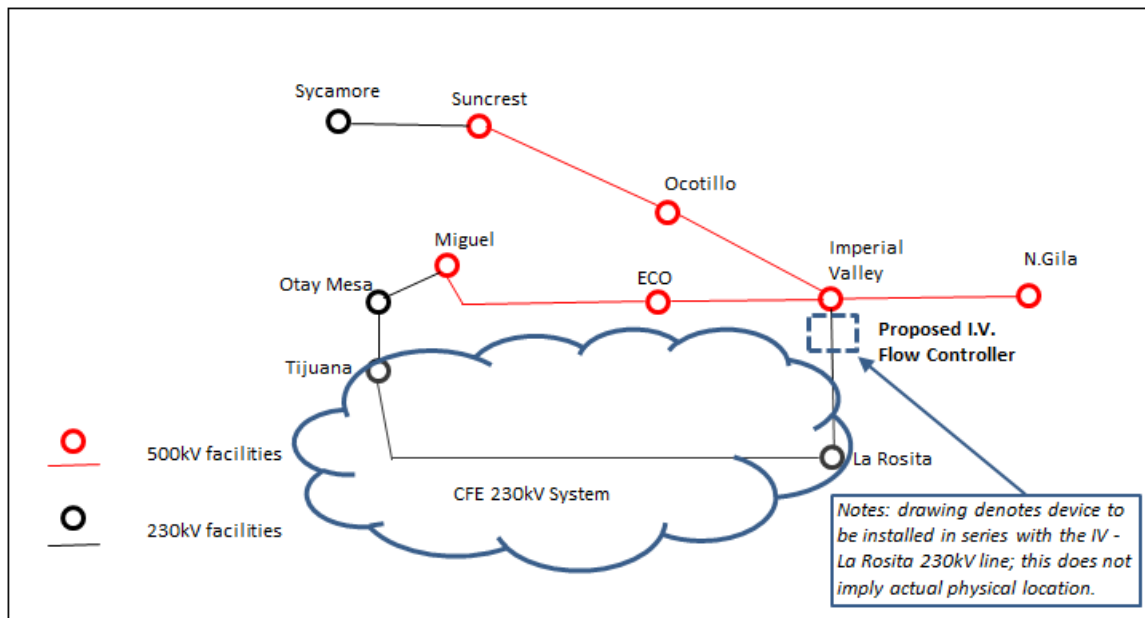 Sycamore
Suncrest
Ocotillo
Miguel
Imperial
Valley
N.Gila
Otay Mesa
ECO
Proposed I.V.
Flow Controller
Tijuana
500kV facilities
La Rosita
CFE 230kV System
230kV facilities
Notes: drawing denotes device to
be installed in series with the IV -
La Rosita 230kV line; this does not
imply actual physical location.